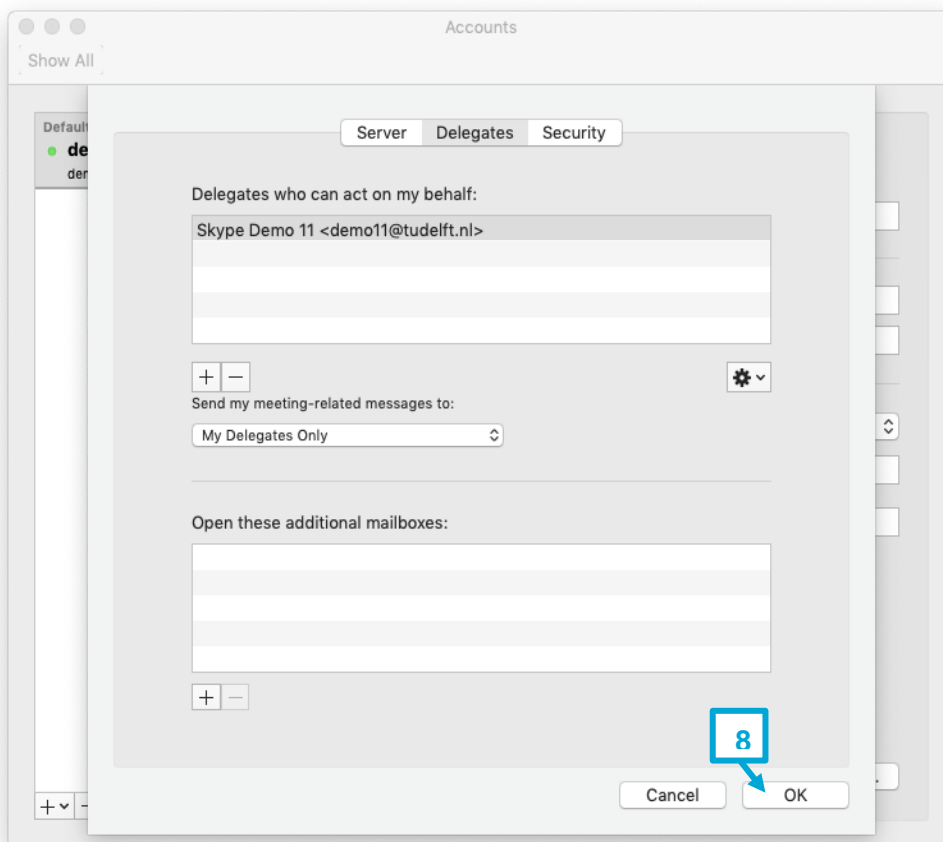 Accounts
Show All
Default
de
der
Server Delegates Security
Delegates who can act on my behalf:
Skype Demo 11 <demo11@tudelft.nl>
Send my meeting-related messages to:
My Delegates Only
Open these additional mailboxes:
8
Cancel OK